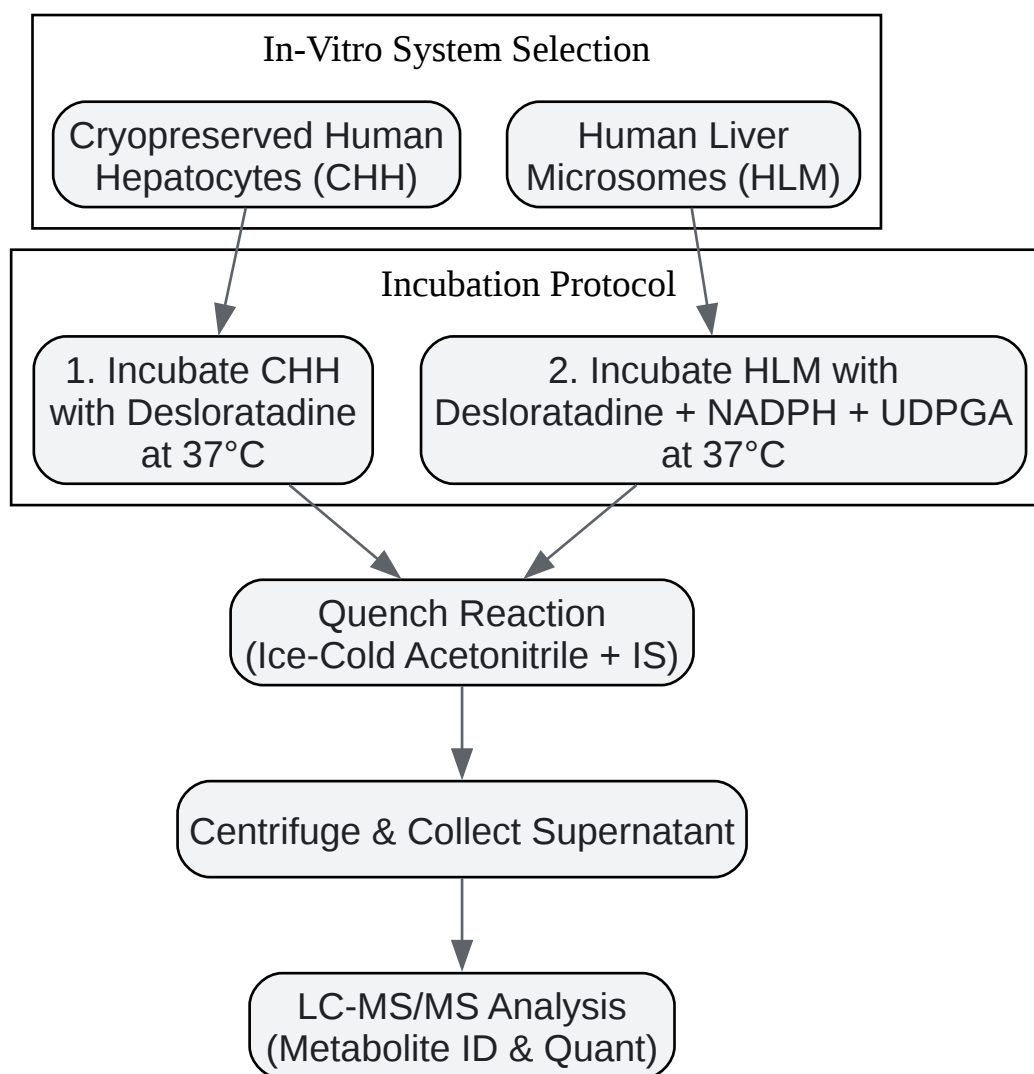 In-Vitro System Selection
Cryopreserved Human
Hepatocytes (CHH)
Human Liver
Microsomes (HLM)
Incubation Protocol
1. Incubate CHH
with Desloratadine
at 37°C
2. Incubate HLM with
Desloratadine + NADPH + UDPGA
at 37°C
Quench Reaction
(Ice-Cold Acetonitrile + IS)
Centrifuge & Collect Supernatant
LC-MS/MS Analysis
(Metabolite ID & Quant)